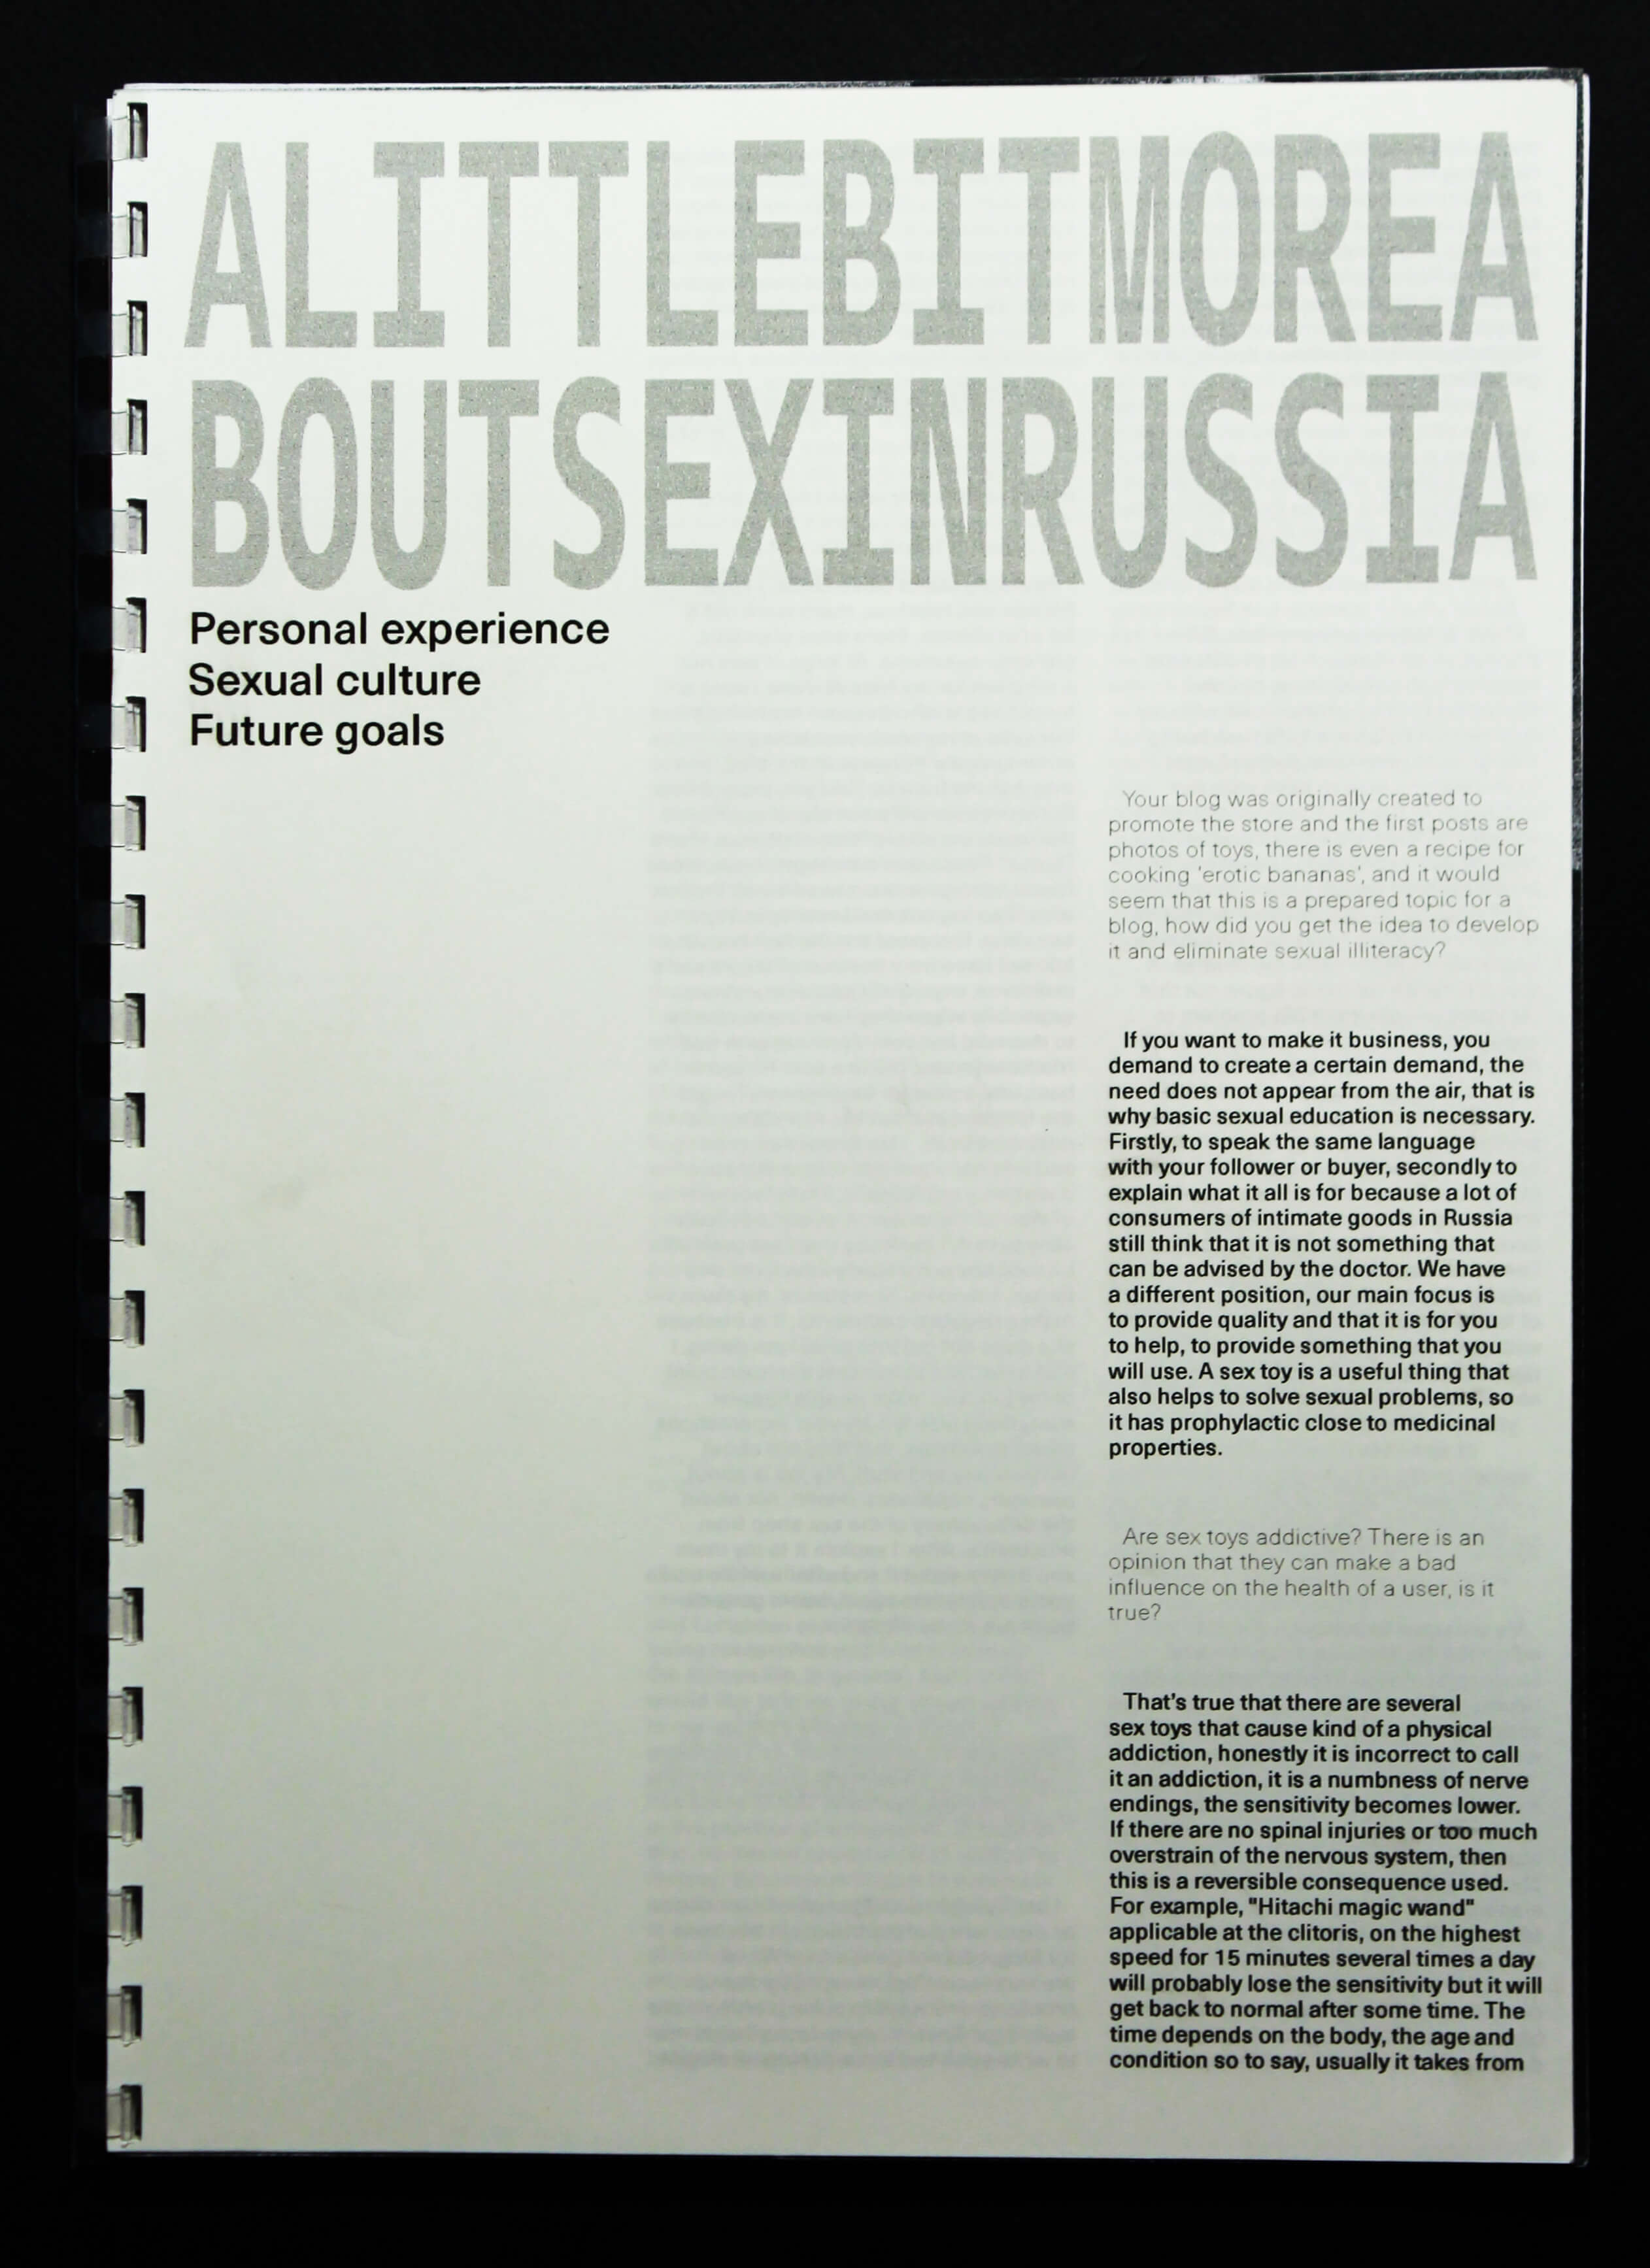 ALITTLEBITMOREA
BOUTSEXINRUSSIA
Personal experience
Sexual culture
Future goals
Your blog was originally created to
promote the store and the first posts are
photos of toys, there is even a recipe for
cooking 'erotic bananas', and it would
seem that this is a prepared topic for a
blog, how did you get the idea to develop
it and eliminate sexual illiteracy?
If you want to make it business, you
demand to create a certain demand, the
need does not appear from the air, that is
why basic sexual education is necessary.
Firstly, to speak the same language
with your follower or buyer, secondly to
explain what it all is for because a lot of
consumers of intimate goods in Russia
still think that it is not something that
can be advised by the doctor. We have
a different position, our main focus is
to provide quality and that it is for you
to help, to provide something that you
will use. A sex toy is a useful thing that
also helps to solve sexual problems, so
it has prophylactic close to medicinal
properties.
Are sex toys addictive? There is an
opinion that they can make a bad
influence on the health of a user, is it
true?
That's true that there are several
sex toys that cause kind of a physical
addiction, honestly it is incorrect to call
it an addiction, it is a numbness of nerve
endings, the sensitivity becomes lower.
If there are no spinal injuries or too much
overstrain of the nervous system, then
this is a reversible consequence used.
For example, "Hitachi magic wand"
applicable at the clitoris, on the highest
speed for 15 minutes several times a day
will probably lose the sensitivity but it will
get back to normal after some time. The
time depends on the body, the age and
condition so to say, usually it takes from